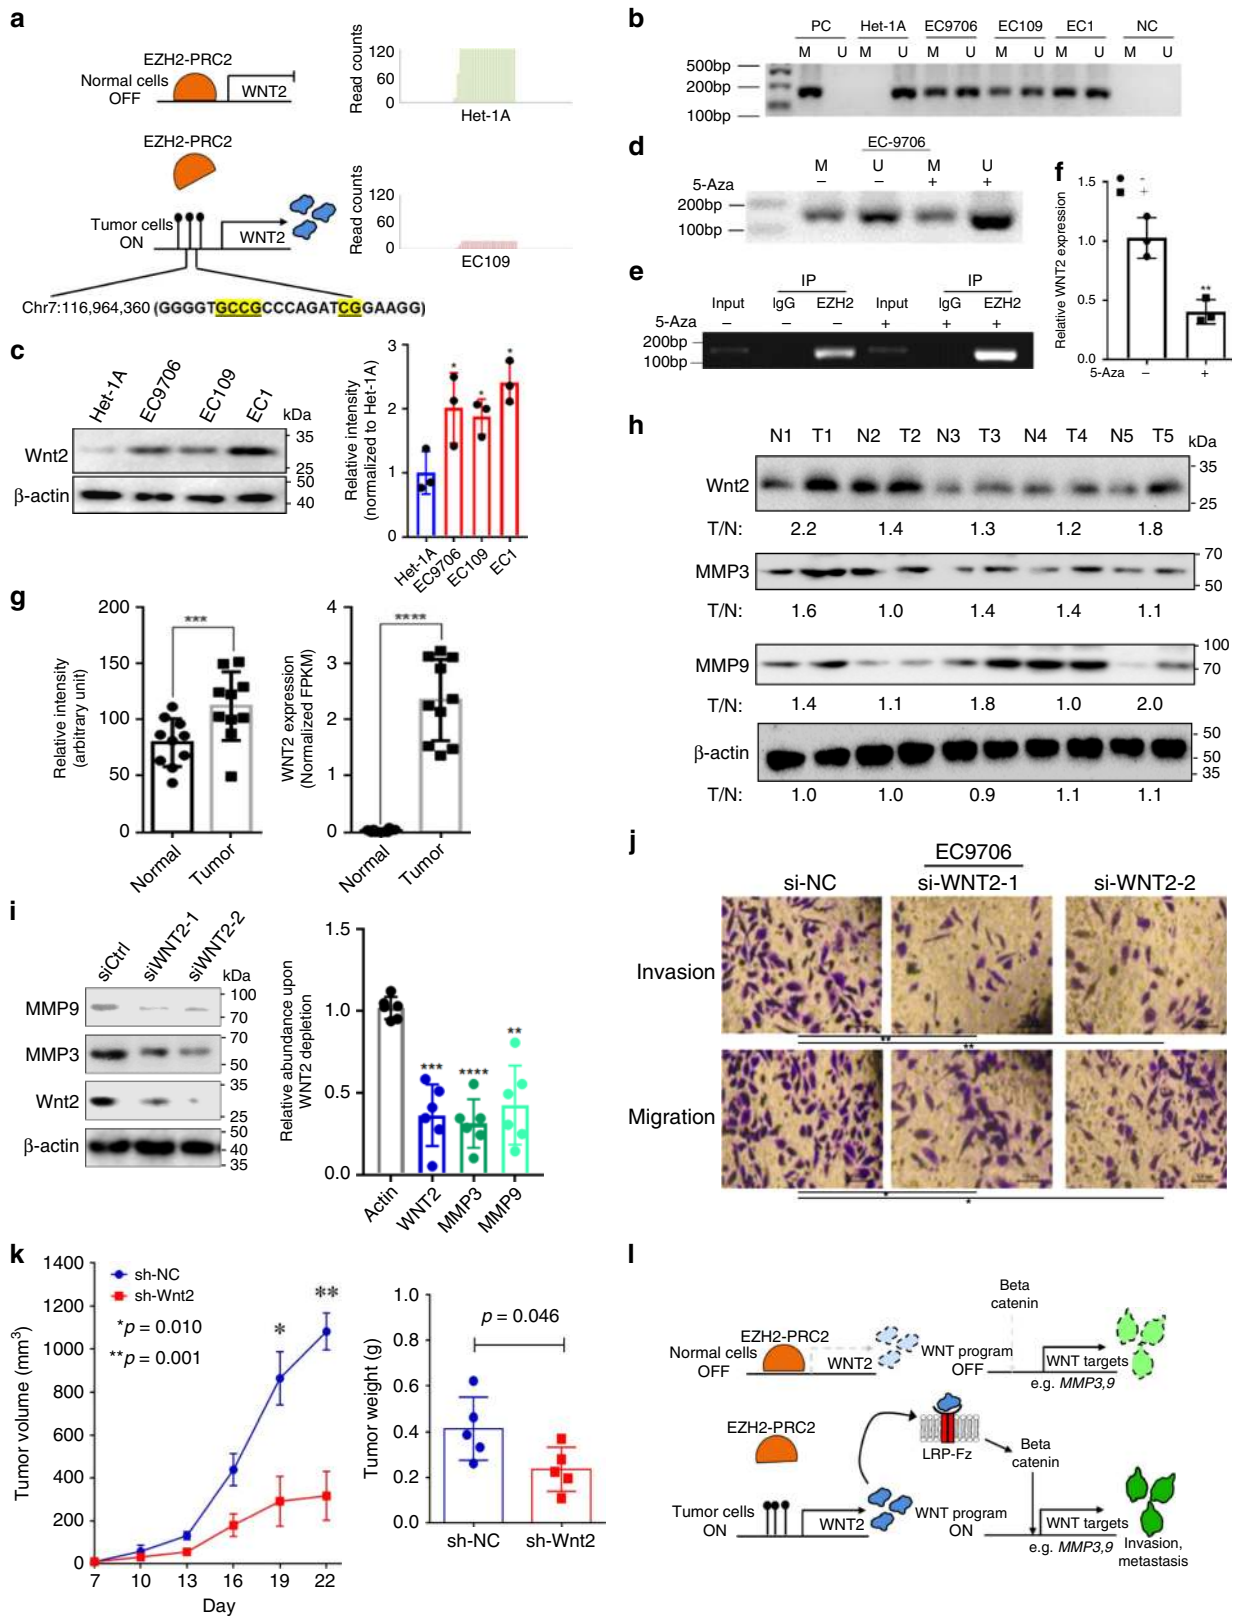 a
EZH2-PRC2
Normal cells
OFF
WNT2
Read counts
120
60
0
Het-1A
EZH2-PRC2
Tumor cells
ON
WNT2
Read counts
120
60
0
EC109
Chr7:116,964,360 (GGGGTGCCGCCCAGATCGGAAGG)
b
PC Het-1A EC9706 EC109 EC1 NC
M U M U M U M U M U M U
500bp
200bp
100bp
c
Het-1A EC9706 EC109 EC1
kDa
Wnt2
35
25
β-actin
50
40
Relative intensity
(normalized to Het-1A)
3
2
1
0
* * *
Het-1A EC9706 EC109 EC1
d
EC-9706
M U M U
5-Aza − − + +
200bp
100bp
e
IP IP
Input IgG EZH2 Input IgG EZH2
5-Aza − − − + + +
200bp
100bp
f
- +
Relative WNT2 expression
1.5
1.0
0.5
0.0
**
5-Aza − +
g
Relative intensity
(arbitrary unit)
200
150
100
50
0
***
Normal Tumor
WNT2 expression
(Normalized FPKM)
4
3
2
1
0
****
Normal Tumor
h
N1 T1 N2 T2 N3 T3 N4 T4 N5 T5
kDa
Wnt2
35
25
T/N: 2.2 1.4 1.3 1.2 1.8
MMP3
70
50
T/N: 1.6 1.0 1.4 1.4 1.1
MMP9
100
70
T/N: 1.4 1.1 1.8 1.0 2.0
β-actin
50
50
35
T/N: 1.0 1.0 0.9 1.1 1.1
i
siCtrl siWNT2-1 siWNT2-2
kDa
MMP9
100
70
MMP3
70
50
Wnt2
35
25
β-actin
50
40
35
Relative abundance upon
WNT2 depletion
1.5
1.0
0.5
0.0
*** **** **
Actin WNT2 MMP3 MMP9
j
EC9706
si-NC si-WNT2-1 si-WNT2-2
Invasion
**
**
Migration
*
*
k
Tumor volume (mm³)
1400
1200
1000
800
600
400
200
0
sh-NC
sh-Wnt2
*p = 0.010
**p = 0.001
* **
7 10 13 16 19 22
Day
Tumor weight (g)
1.0
0.8
0.6
0.4
0.2
0.0
p = 0.046
sh-NC sh-Wnt2
l
EZH2-PRC2
Normal cells
OFF
WNT2
WNT program
OFF
Beta
catenin
WNT targets
e.g. MMP3,9
EZH2-PRC2
LRP-Fz
Beta
catenin
Tumor cells
ON
WNT2
WNT program
ON
WNT targets
e.g. MMP3,9
Invasion,
metastasis